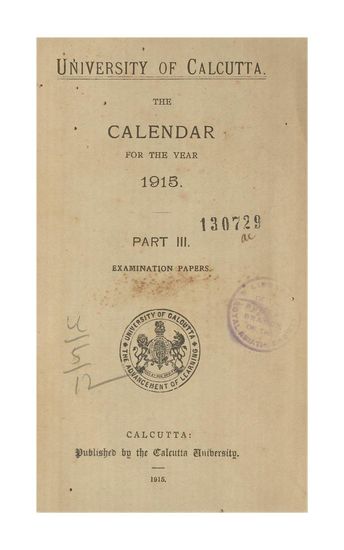 UNIVERSITY OF CALCUTTA.
THE
CALENDAR
FOR THE YEAR
1915.
130729
PART III.
EXAMINATION PAPERS.
UNIVERSITY OF CALCUTTA
THE ADVANCEMENT OF LEARNING
CALCUTTA:
Published by the Calcutta University.
1915.